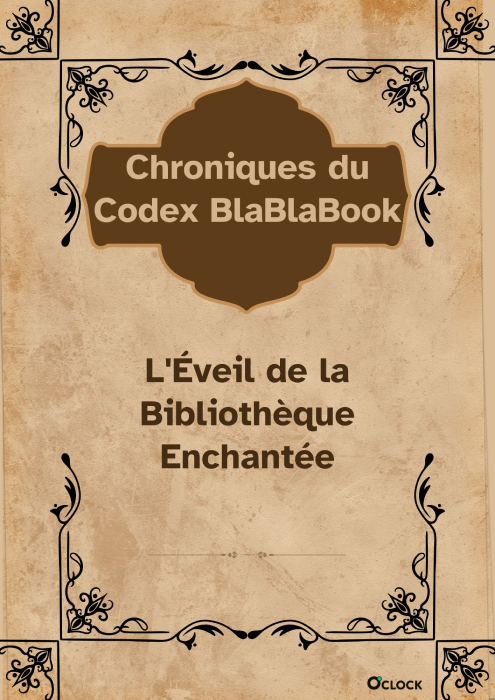 Chroniques du
Codex BlaBlaBook
L'Éveil de la
Bibliothèque
Enchantée
O'CLOCK